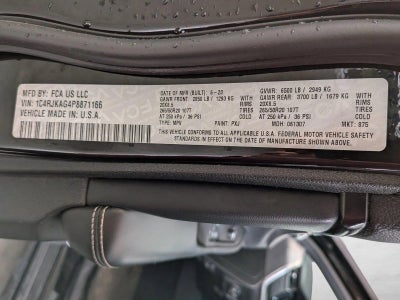 MFD BY: FCA US LLC
VIN: 1C4RJKAG4P8871166
VEHICLE MADE IN: U.S.A.
DATE OF MFR (BUILT): 6-23
GAWR FRONT: 2850 LB / 1293 KG WITH
20X8.5 RIMS
265/50R20 107T TIRES
AT 250 kPa / 36 PSI
TYPE: MPV PAINT: PXJ
GVWR: 6500 LB / 2949 KG
GAWR REAR: 3700 LB / 1679 KG WITH
20X8.5 RIMS
265/50R20 107T TIRES
AT 250 kPa / 36 PSI
MDH: 061307 MKT: 875
THIS VEHICLE CONFORMS TO ALL APPLICABLE U.S.A. FEDERAL MOTOR VEHICLE SAFETY
STANDARDS IN EFFECT ON THE DATE OF MANUFACTURE SHOWN ABOVE.